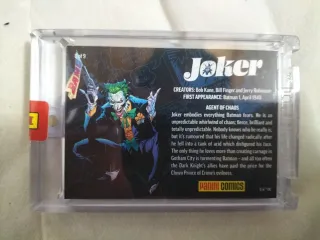 Joker
CREATORS: Bob Kane, Bill Finger and Jerry Robinson
FIRST APPEARANCE: Batman 1, April 1940
AGENT OF CHAOS
Joker embodies everything Batman fears. He is an
unpredictable whirlwind of chaos; heroic, brilliant and
totally unpredictable. Nobody knows who he really is,
but it's rumoured that his life changed radically after
he fell into a tank of acid which disfigured his face.
The only thing he loves more than creating carnage in
Gotham City is tormenting Batman – and all too often
the Dark Knight's allies have paid the price for the
Clown Prince of Crime's evilness.
PANINI COMICS